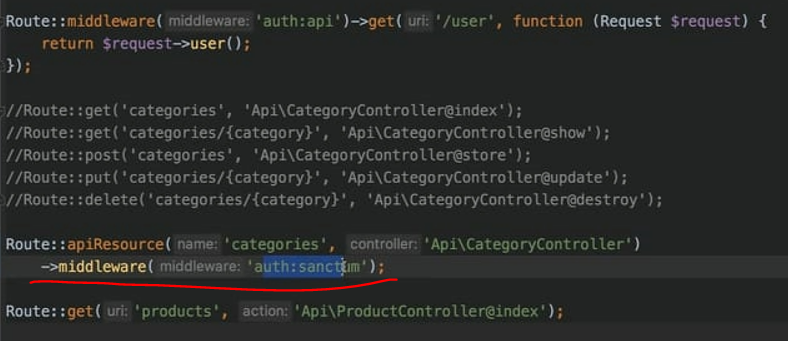 Route::middleware( middleware: 'auth:api')->get( uri: '/user', function (Request $request) {
return $request->user();
});
//Route::get('categories', 'Api\CategoryController@index');
//Route::get('categories/{category}', 'Api\CategoryController@show');
//Route::post('categories', 'Api\CategoryController@store');
//Route::put('categories/{category}', 'Api\CategoryController@update');
//Route::delete('categories/{category}', 'Api\CategoryController@destroy');
Route::apiResource( name: 'categories', controller: 'Api\CategoryController')
->middleware( middleware: 'auth:sanctum');
Route::get( uri: 'products', action: 'Api\ProductController@index');